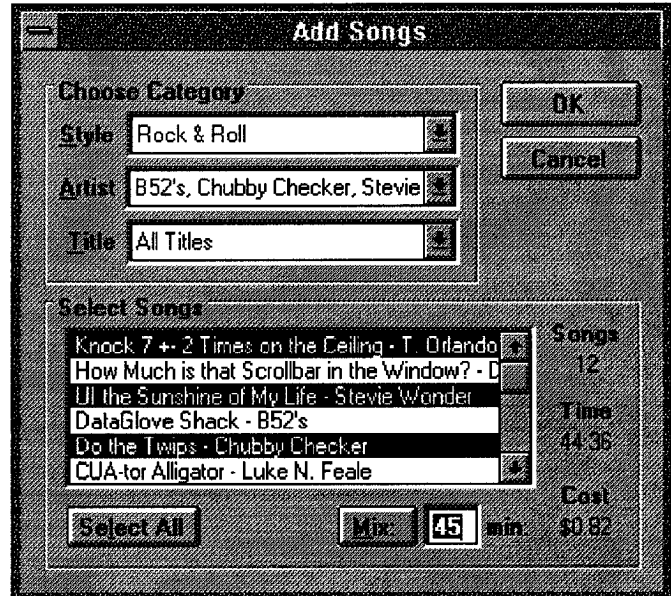 Add Songs
Choose Category
OK
Style Rock & Roll
Cancel
Artist B52's, Chubby Checker, Stevie
Title All Titles
Select Songs
Knock 7 +- 2 Times on the Ceiling - T. Orlando
How Much is that Scrollbar in the Window? - D
UI the Sunshine of My Life - Stevie Wonder
DataGlove Shack - B52's
Do the Twips - Chubby Checker
CUA-tor Alligator - Luke N. Feale
Songs
12
Time
44:36
Cost
$0.82
Select All
Mix: 45 min.